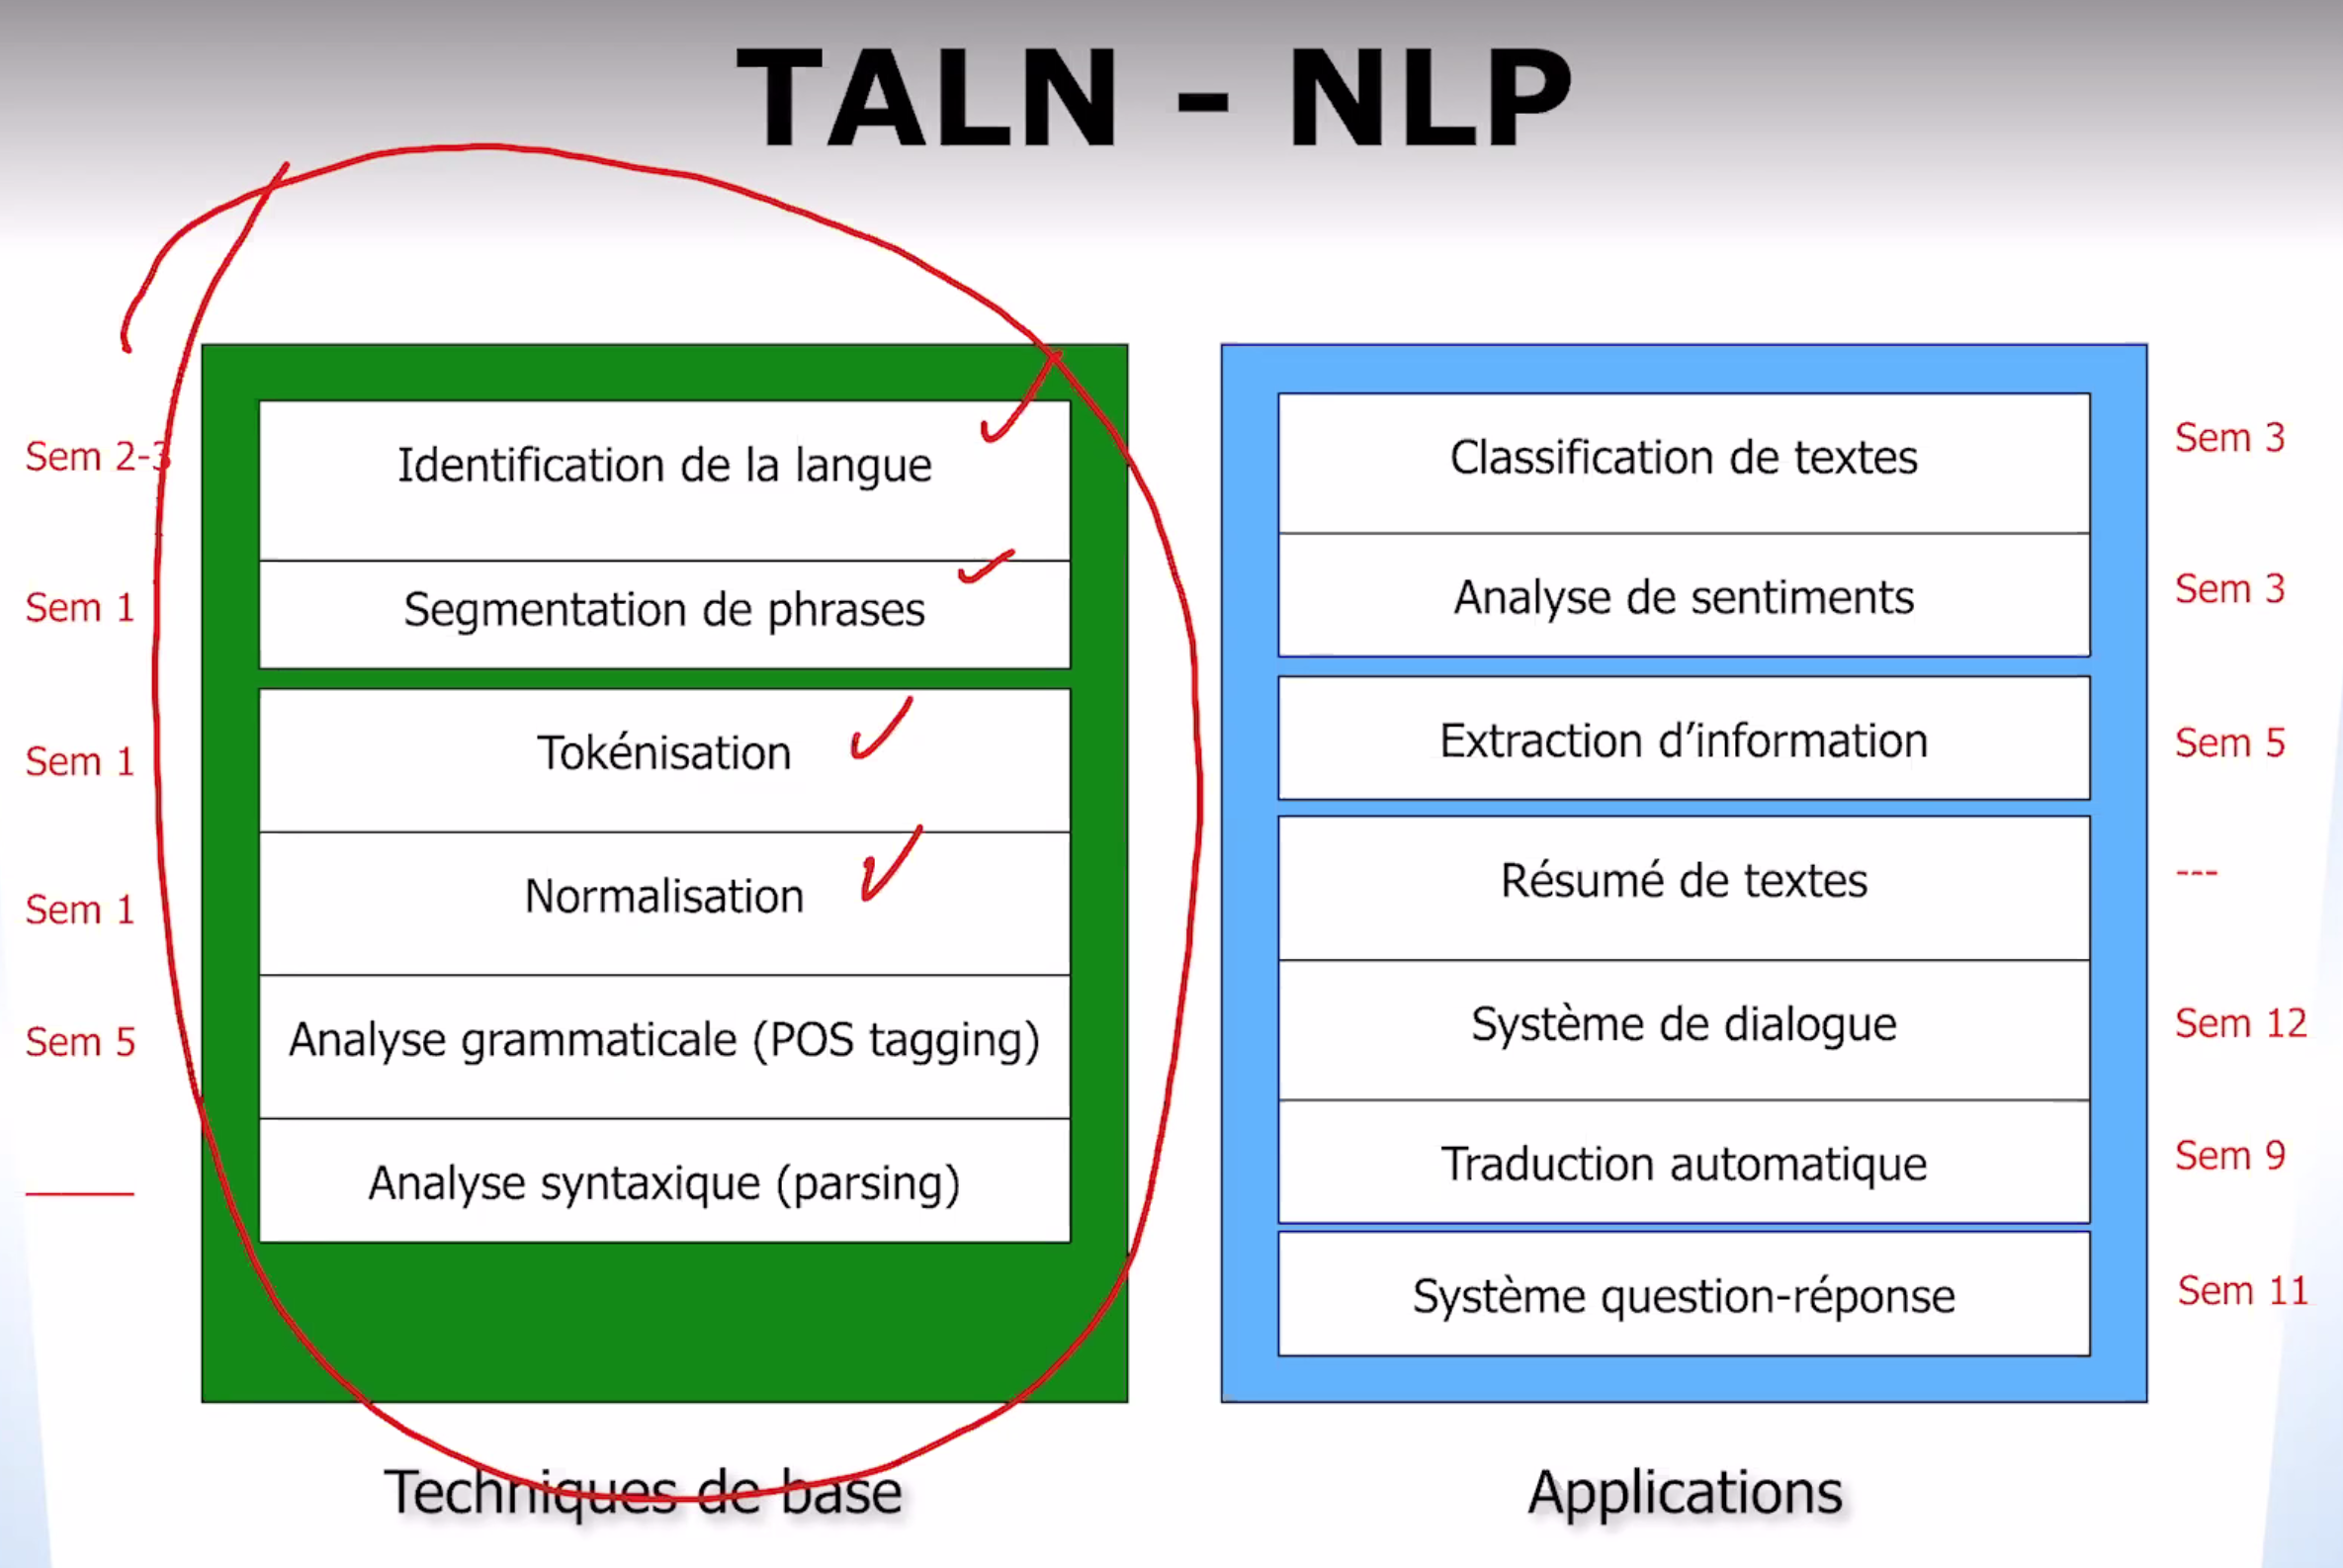 TALN - NLP
Sem 2-3
Identification de la langue
Sem 1
Segmentation de phrases
Sem 1
Tokénisation
Sem 1
Normalisation
Sem 5
Analyse grammaticale (POS tagging)
Analyse syntaxique (parsing)
Techniques de base
Classification de textes
Sem 3
Analyse de sentiments
Sem 3
Extraction d’information
Sem 5
Résumé de textes
---
Système de dialogue
Sem 12
Traduction automatique
Sem 9
Système question-réponse
Sem 11
Applications